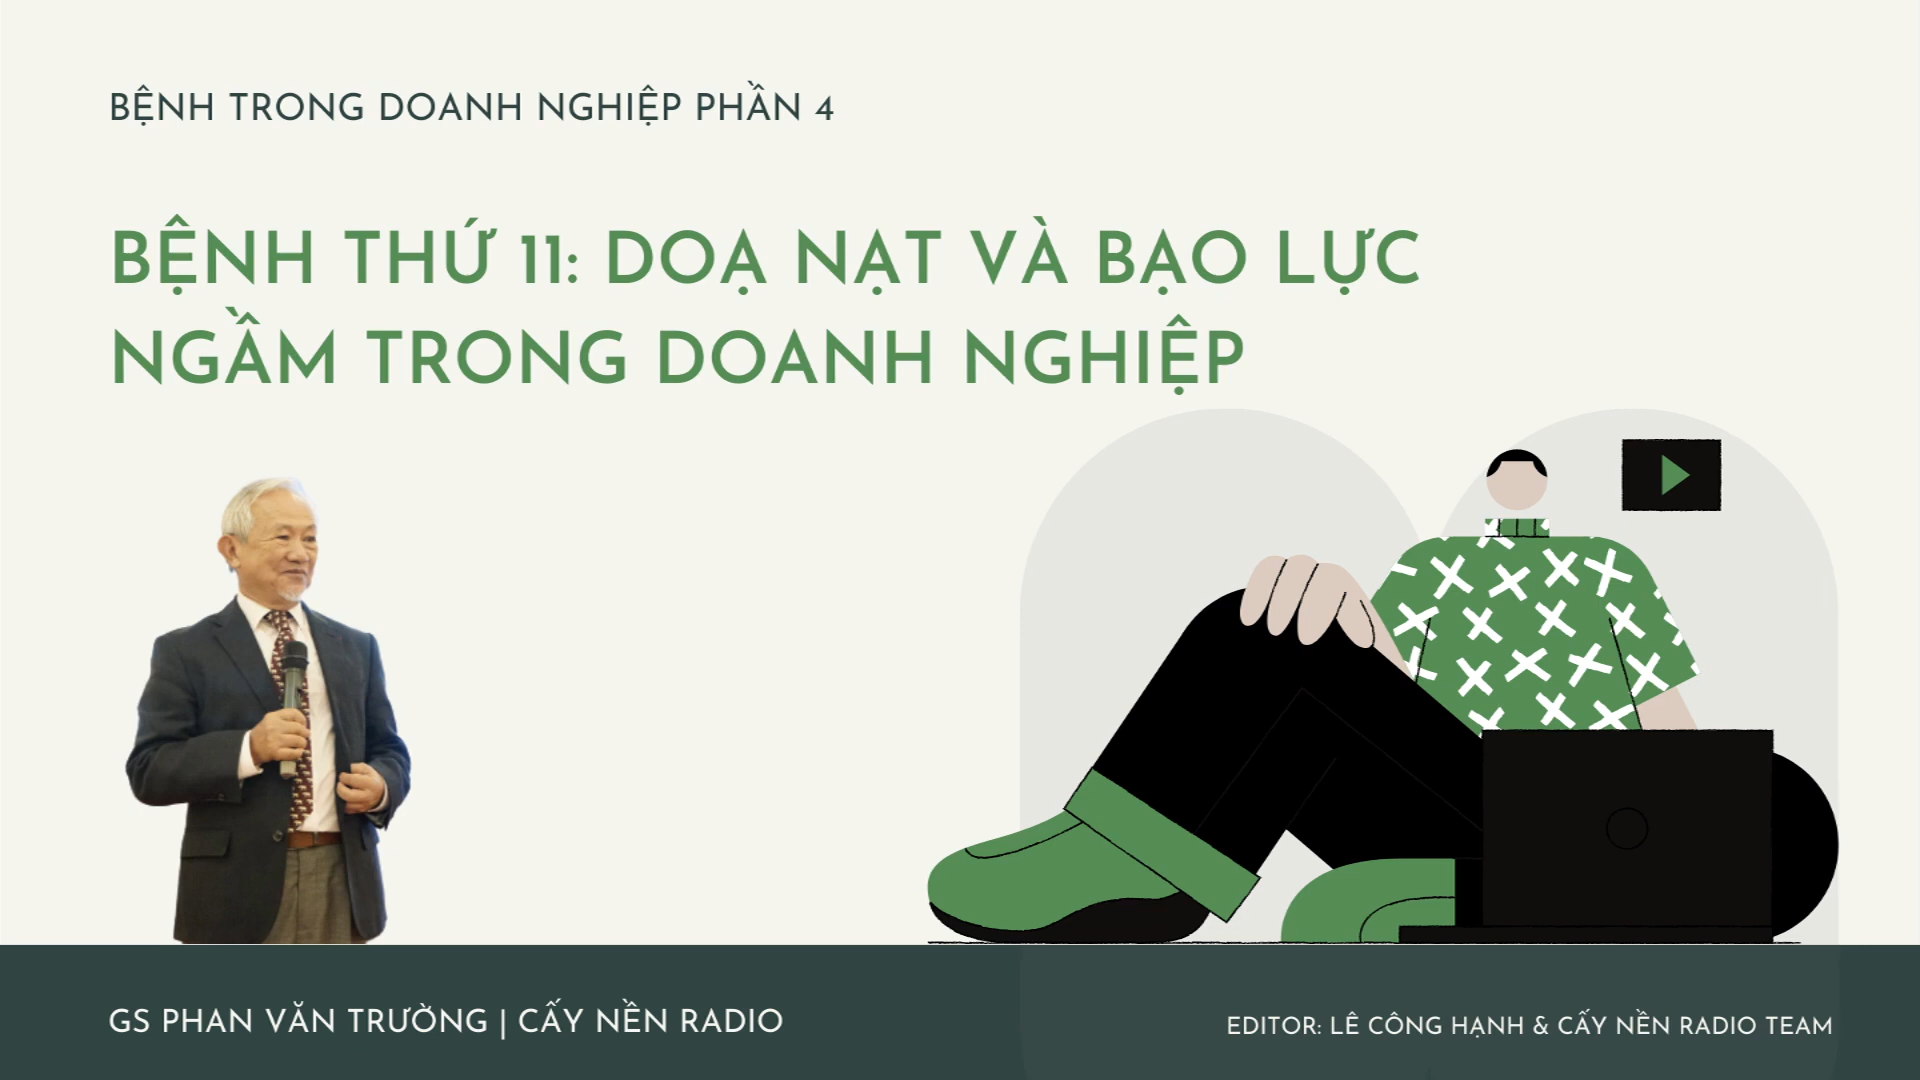 BỆNH TRONG DOANH NGHIỆP PHẦN 4
BỆNH THỨ 11: DOẠ NẠT VÀ BẠO LỰC
NGẦM TRONG DOANH NGHIỆP
GS PHAN VĂN TRƯỜNG | CẤY NỀN RADIO
EDITOR: LÊ CÔNG HẠNH & CẤY NỀN RADIO TEAM